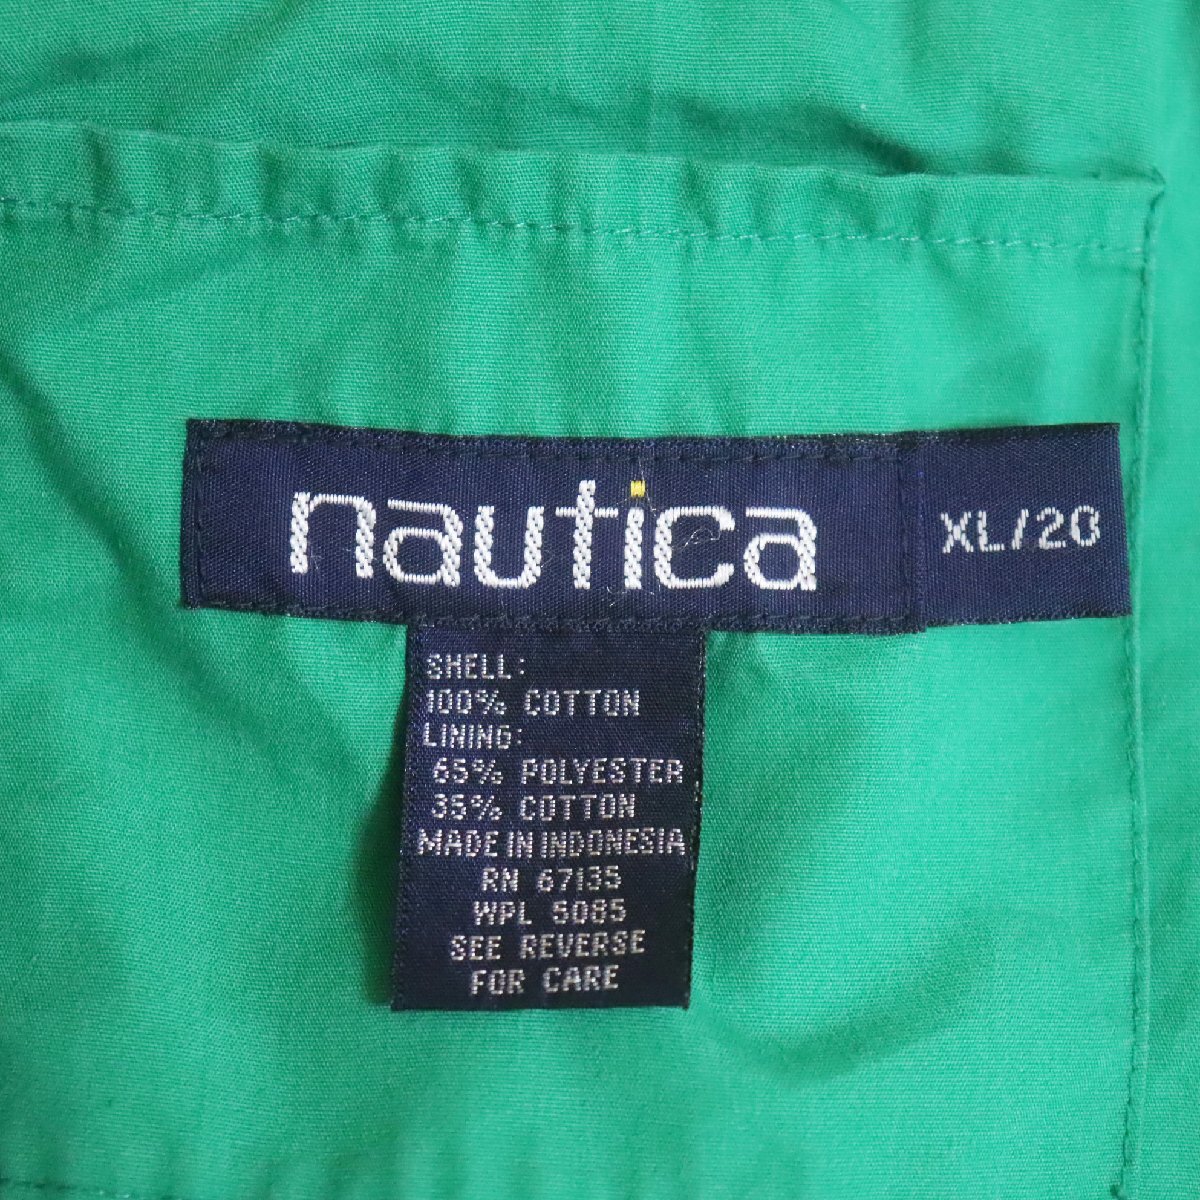 nautica
XL/20
SHELL:
100% COTTON
LINING:
65% POLYESTER
35% COTTON
MADE IN INDONESIA
RN 67135
WPL 5085
SEE REVERSE
FOR CARE